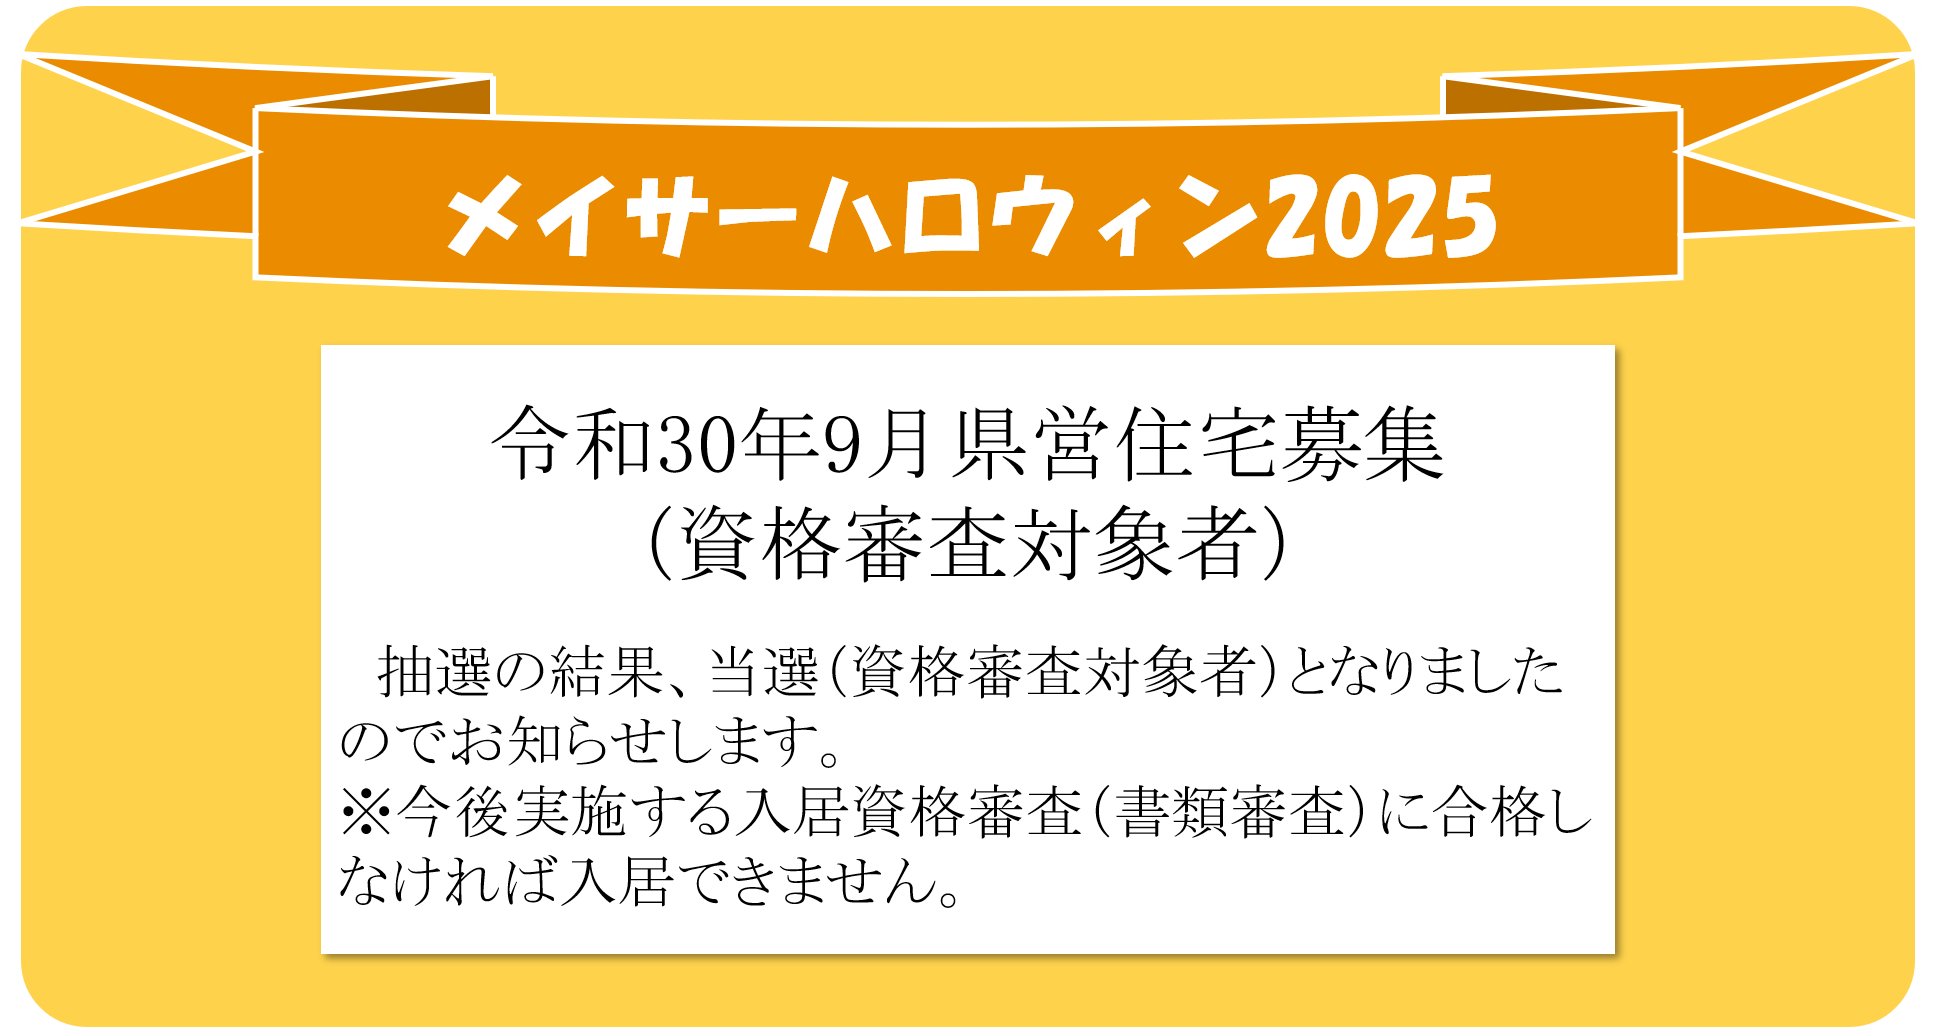 メイサーハロウィン2025
令和30年9月県営住宅募集
（資格審査対象者）
　抽選の結果、当選（資格審査対象者）となりました
のでお知らせします。
※今後実施する入居資格審査（書類審査）に合格し
なければ入居できません。